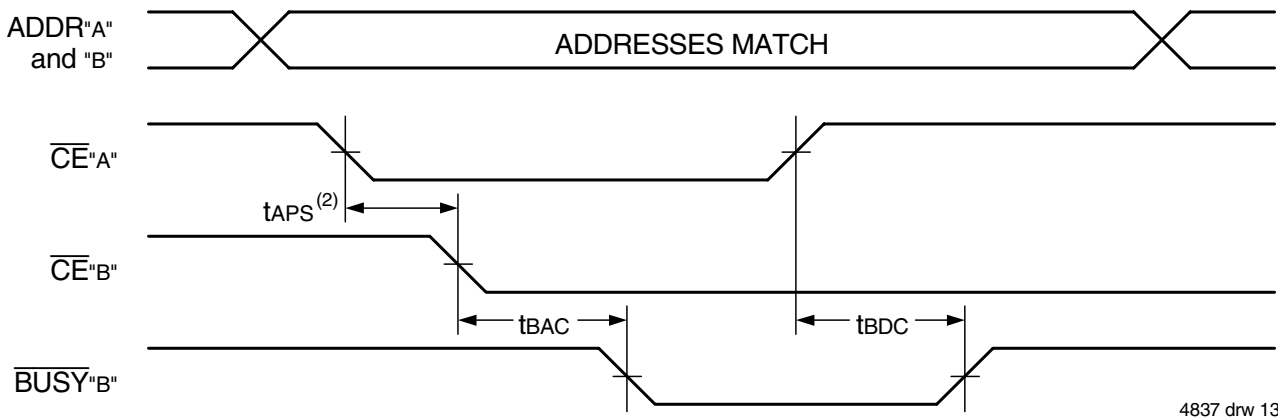 ADDR"A"
and "B"
ADDRESSES MATCH
CE"A"
tAPS(2)
CE"B"
tBAC
tBDC
BUSY"B"
4837 drw 13